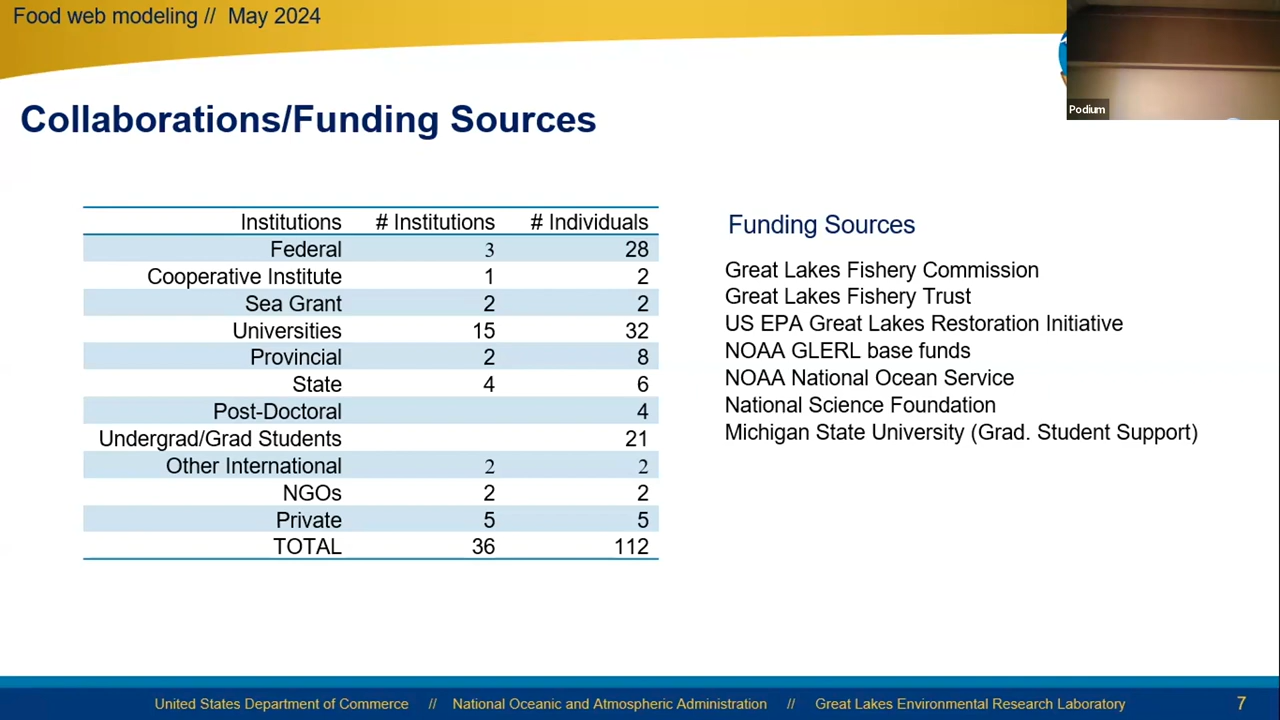 Food web modeling // May 2024
Podium
Collaborations/Funding Sources
Institutions # Institutions # Individuals
Federal 3 28
Cooperative Institute 1 2
Sea Grant 2 2
Universities 15 32
Provincial 2 8
State 4 6
Post-Doctoral 4
Undergrad/Grad Students 21
Other International 2 2
NGOs 2 2
Private 5 5
TOTAL 36 112
Funding Sources
Great Lakes Fishery Commission
Great Lakes Fishery Trust
US EPA Great Lakes Restoration Initiative
NOAA GLERL base funds
NOAA National Ocean Service
National Science Foundation
Michigan State University (Grad. Student Support)
United States Department of Commerce // National Oceanic and Atmospheric Administration // Great Lakes Environmental Research Laboratory 7